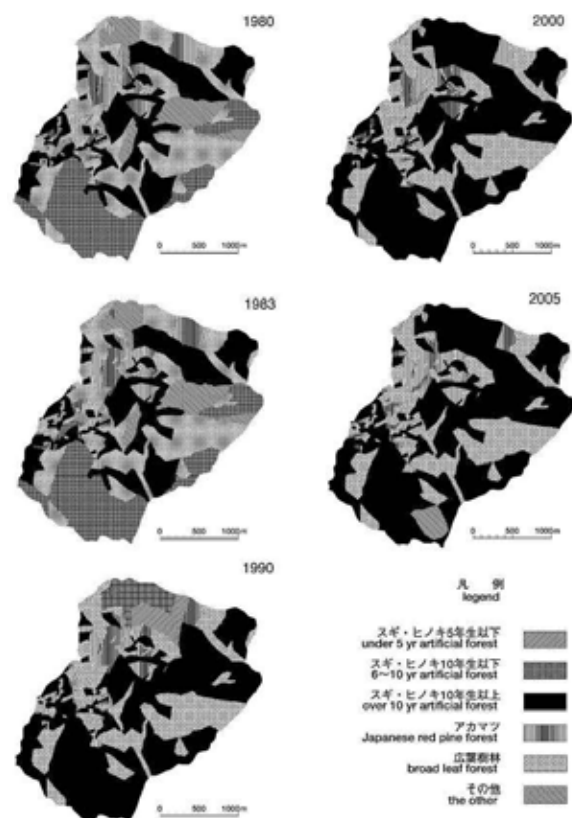 1980
0 500 1000m
2000
0 500 1000m
1983
0 500 1000m
2005
0 500 1000m
1990
0 500 1000m
凡 例
legend
スギ・ヒノキ5年生以下
under 5 yr artificial forest
スギ・ヒノキ10年生以下
6〜10 yr artificial forest
スギ・ヒノキ10年生以上
over 10 yr artificial forest
アカマツ
Japanese red pine forest
広葉樹林
broad leaf forest
その他
the other